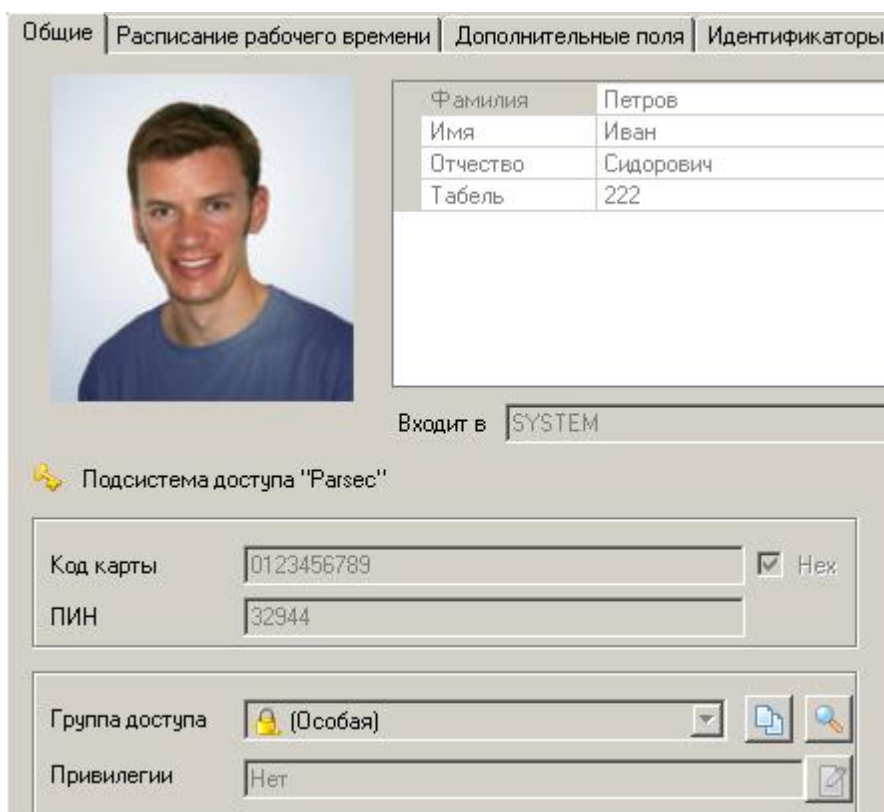 Общие Расписание рабочего времени Дополнительные поля Идентификаторы
Фамилия Петров
Имя Иван
Отчество Сидорович
Табель 222
Входит в SYSTEM
Подсистема доступа "Parsec"
Код карты 0123456789 Hex
ПИН 32944
Группа доступа (Особая)
Привилегии Нет